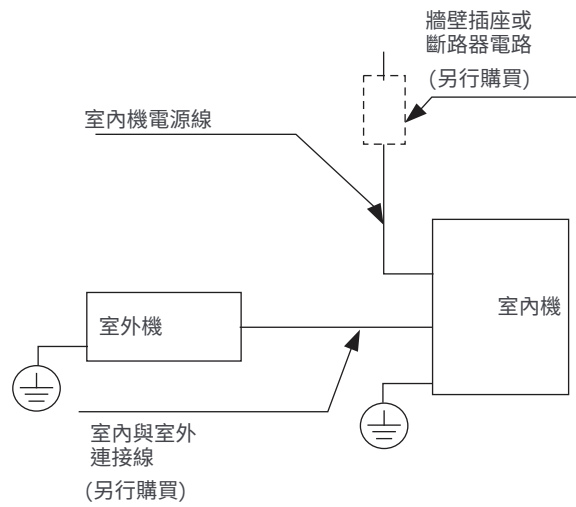 牆壁插座或
斷路器電路
(另行購買)
室內機電源線
室內機
室外機
室內與室外
連接線
(另行購買)